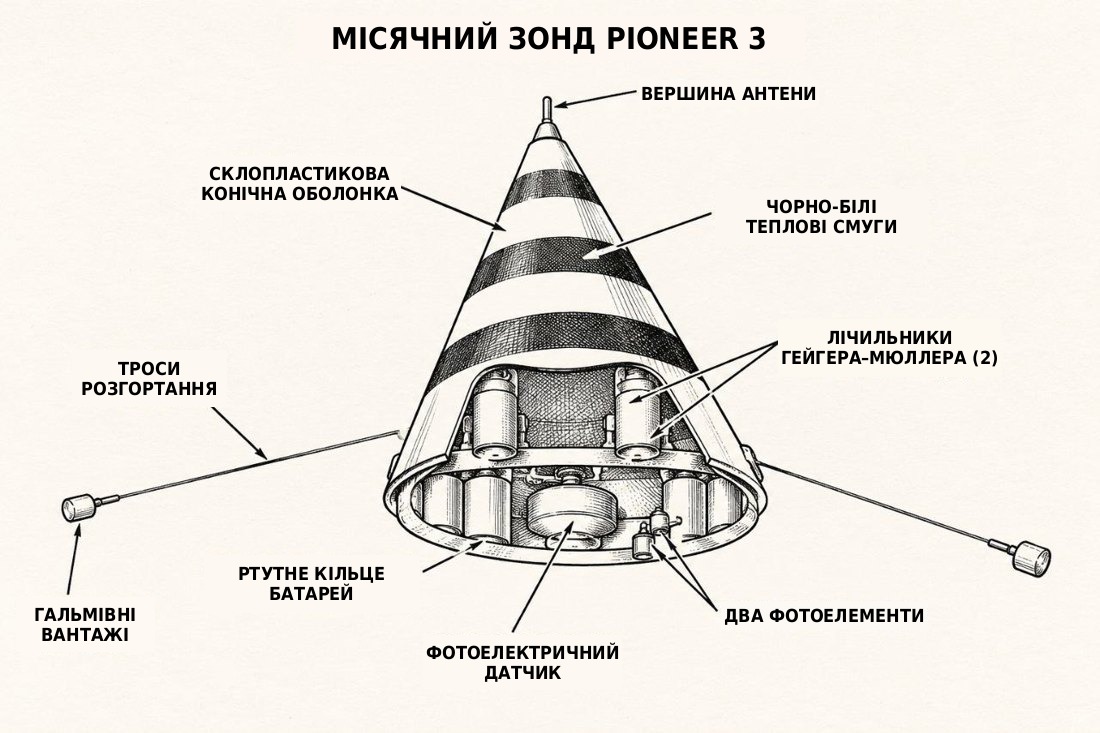 МІСЯЧНИЙ ЗОНД PIONEER 3
ВЕРШИНА АНТЕНИ
СКЛОПЛАСТИКОВА
КОНІЧНА ОБОЛОНКА
ЧОРНО-БІЛІ
ТЕПЛОВІ СМУГИ
ЛІЧИЛЬНИКИ
ГЕЙГЕРА–МЮЛЛЕРА (2)
ТРОСИ
РОЗГОРТАННЯ
РТУТНЕ КІЛЬЦЕ
БАТАРЕЙ
ГАЛЬМІВНІ
ВАНТАЖІ
ДВА ФОТОЕЛЕМЕНТИ
ФОТОЕЛЕКТРИЧНИЙ
ДАТЧИК